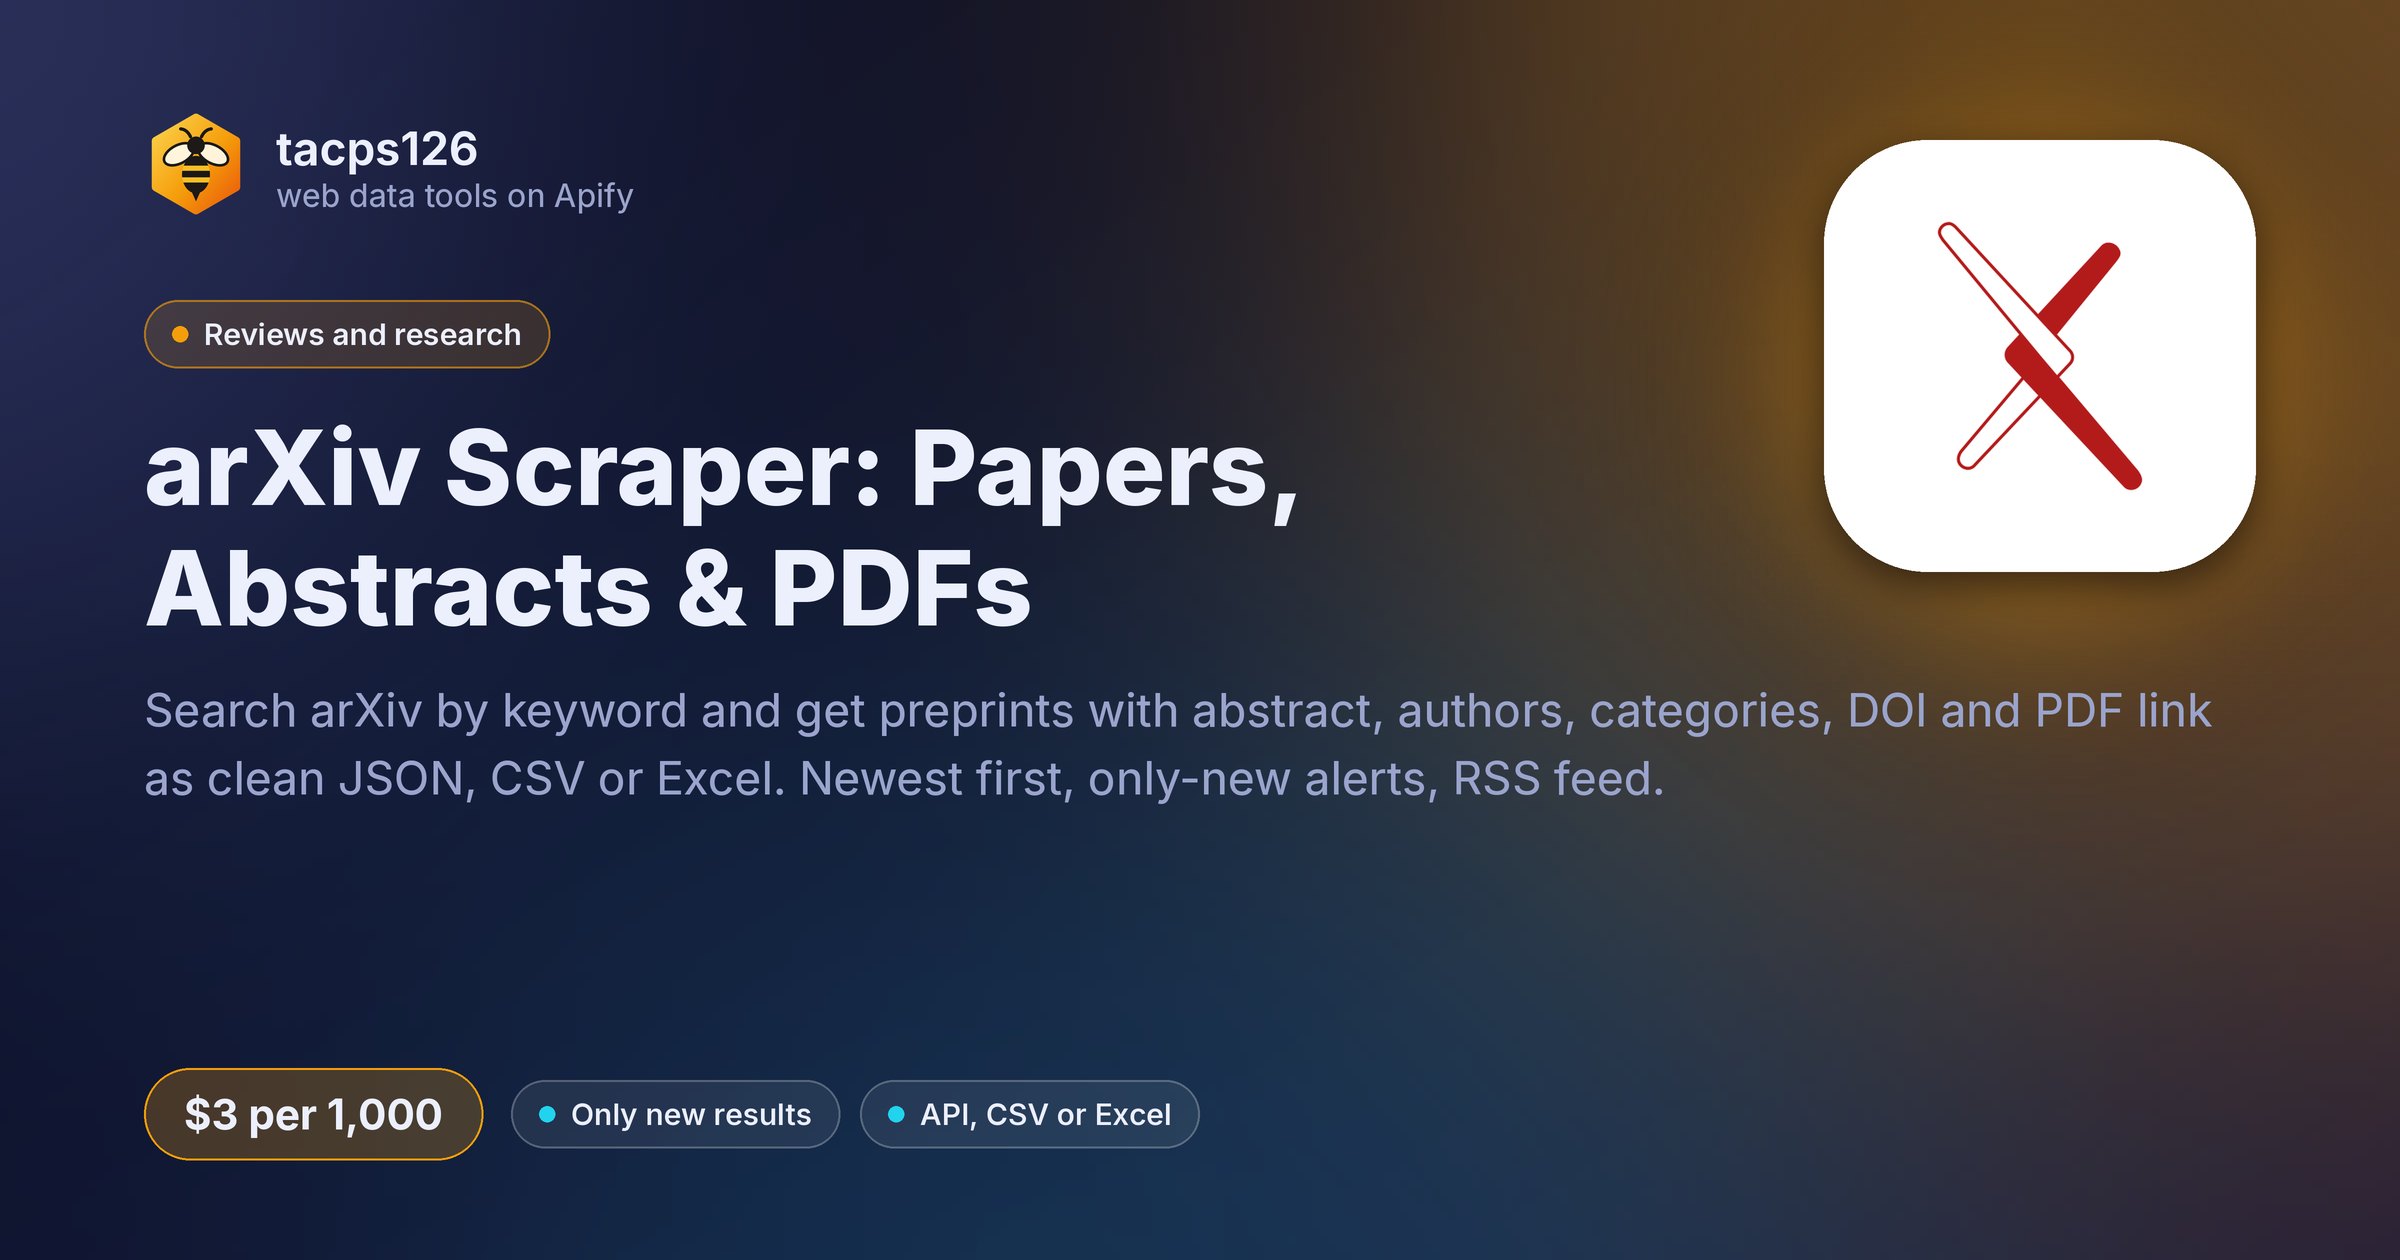 tacps126
web data tools on Apify
Reviews and research
arXiv Scraper: Papers,
Abstracts & PDFs
Search arXiv by keyword and get preprints with abstract, authors, categories, DOI and PDF link
as clean JSON, CSV or Excel. Newest first, only-new alerts, RSS feed.
$3 per 1,000
Only new results
API, CSV or Excel